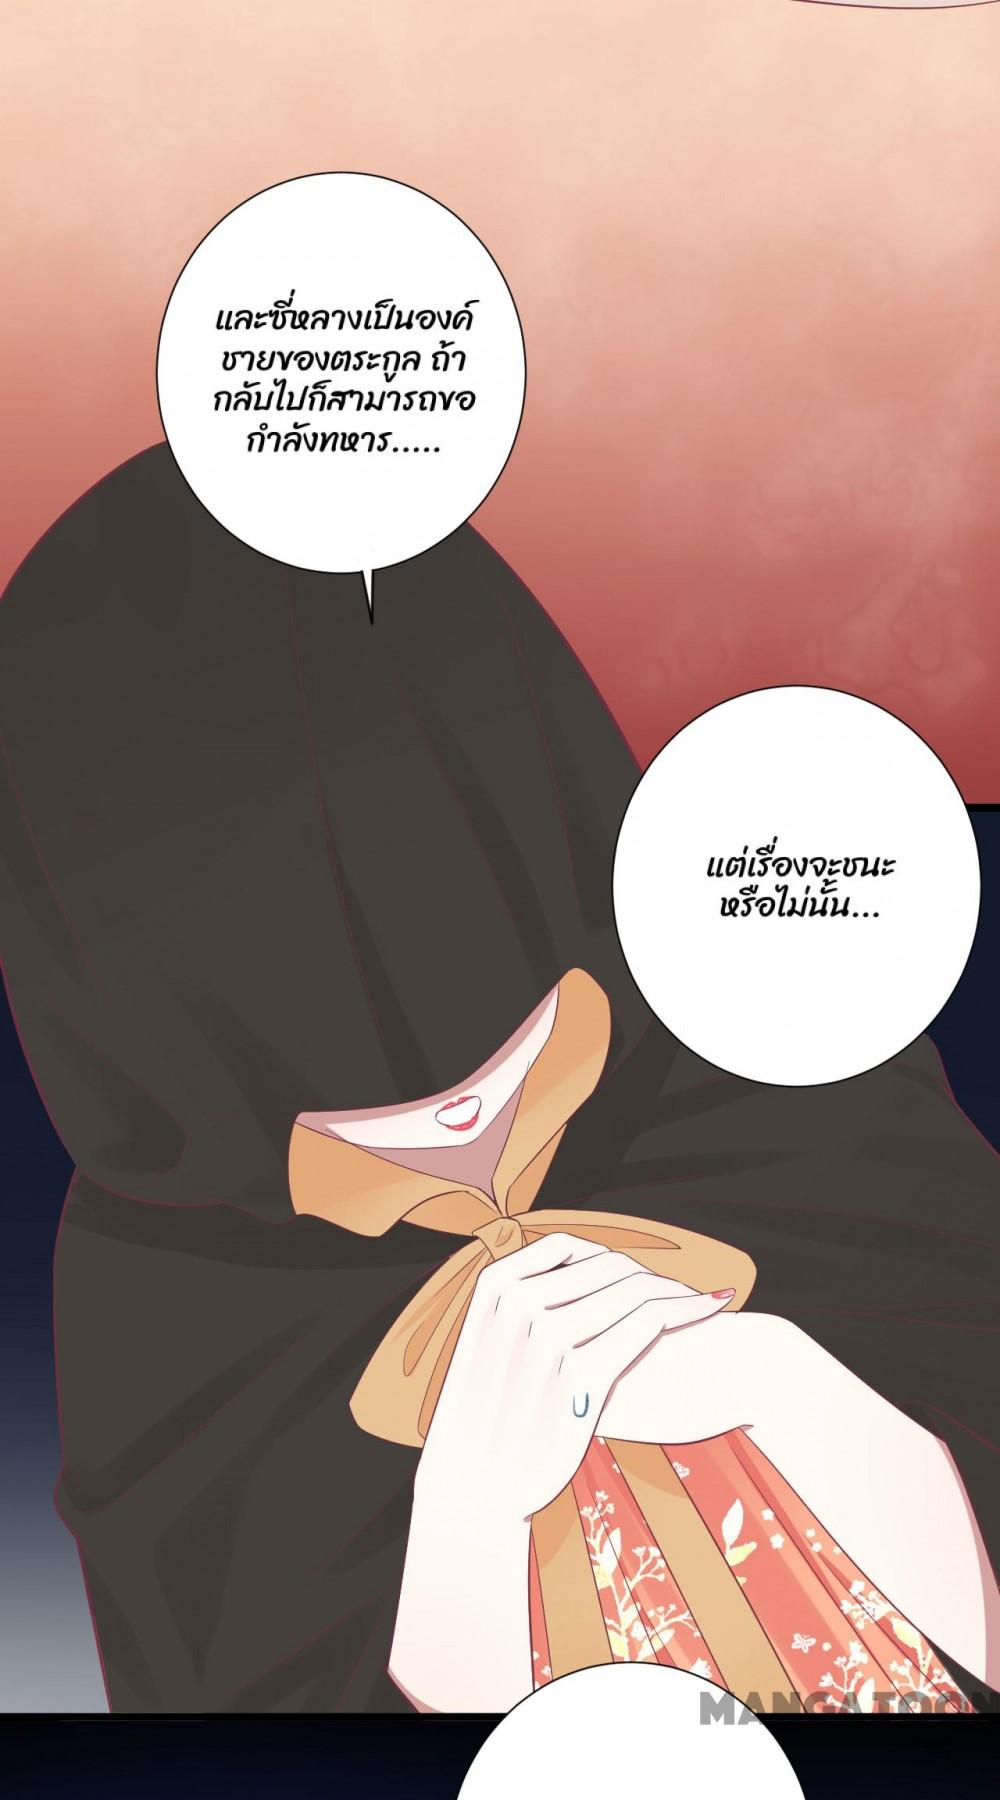 และซี่หลางเป็นองค์
ชายของตระกูล ถ้า
กลับไปก็สามารถขอ
กำลังทหาร.....
แต่เรื่องจะชนะ
หรือไม่นั้น...
MANGATOON